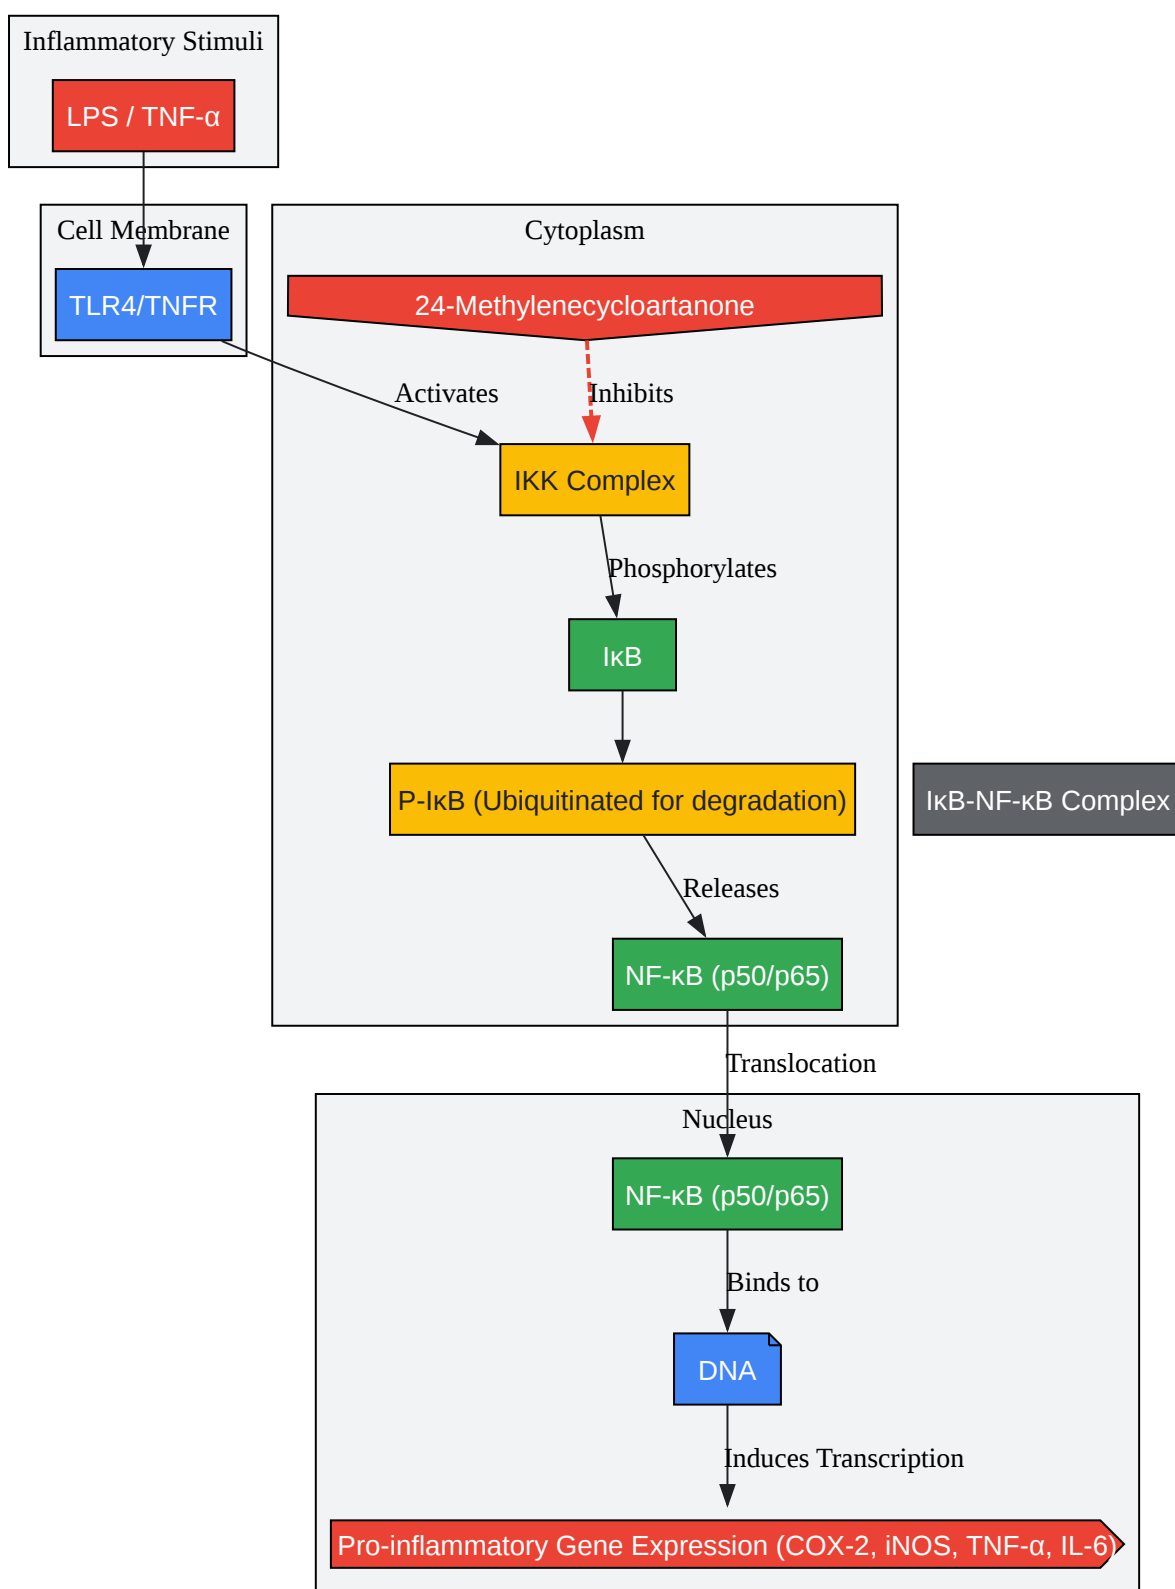 Inflammatory Stimuli
LPS / TNF-α
Cell Membrane
TLR4/TNFR
Cytoplasm
24-Methylenecycloartanone
Activates
Inhibits
IKK Complex
Phosphorylates
IκB
P-IκB (Ubiquitinated for degradation)
IκB-NF-κB Complex
Releases
NF-κB (p50/p65)
Translocation
Nucleus
NF-κB (p50/p65)
Binds to
DNA
Induces Transcription
Pro-inflammatory Gene Expression (COX-2, iNOS, TNF-α, IL-6)